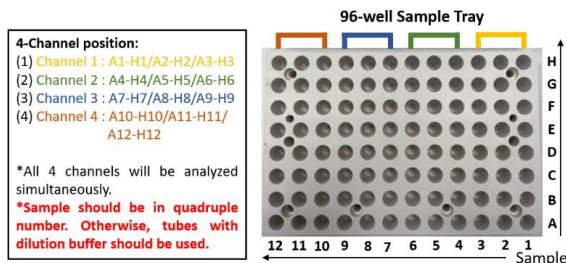 96-well Sample Tray
4-Channel position:
(1) Channel 1 : A1-H1/A2-H2/A3-H3
(2) Channel 2 : A4-H4/A5-H5/A6-H6
(3) Channel 3 : A7-H7/A8-H8/A9-H9
(4) Channel 4 : A10-H10/A11-H11/
A12-H12
*All 4 channels will be analyzed
simultaneously.
*Sample should be in quadruple
number. Otherwise, tubes with
dilution buffer should be used.
H
G
F
E
D
C
B
A
12 11 10 9 8 7 6 5 4 3 2 1
Sample